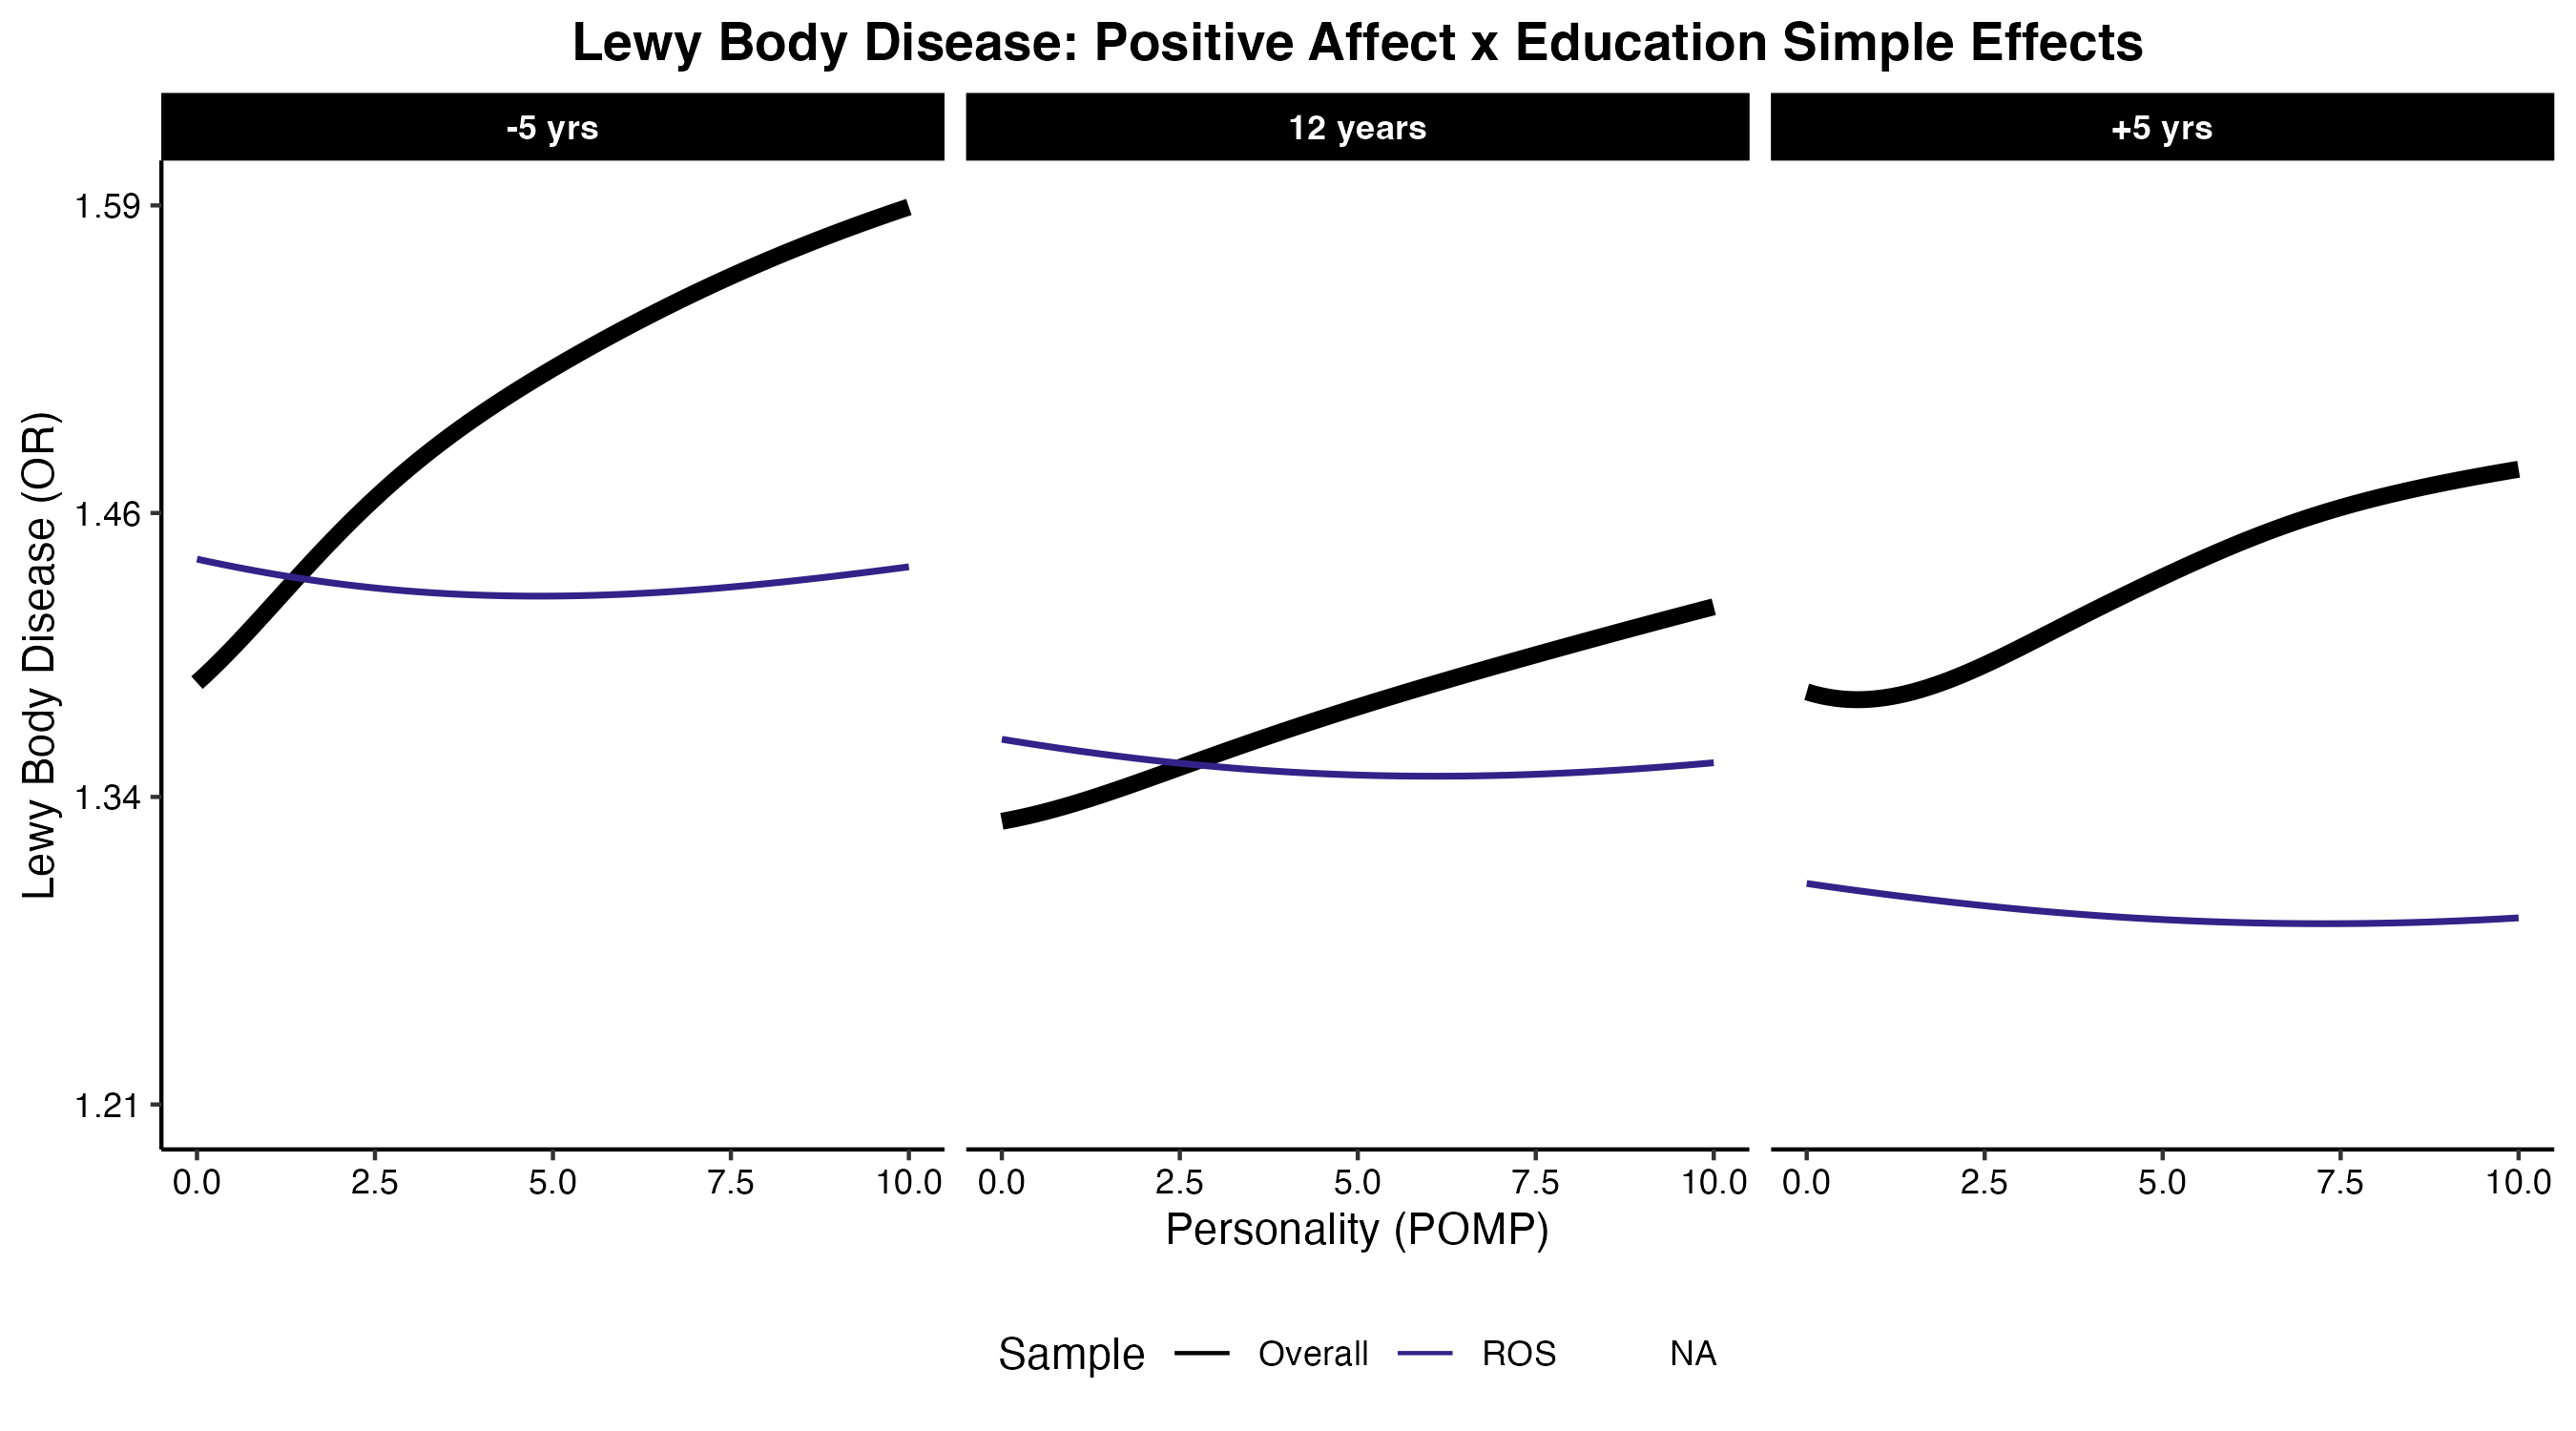 Lewy Body Disease: Positive Affect x Education Simple Effects
-5 yrs
12 years
+5 yrs
Lewy Body Disease (OR)
1.59
1.46
1.34
1.21
0.0 2.5 5.0 7.5 10.0
0.0 2.5 5.0 7.5 10.0
0.0 2.5 5.0 7.5 10.0
Personality (POMP)
Sample Overall ROS NA